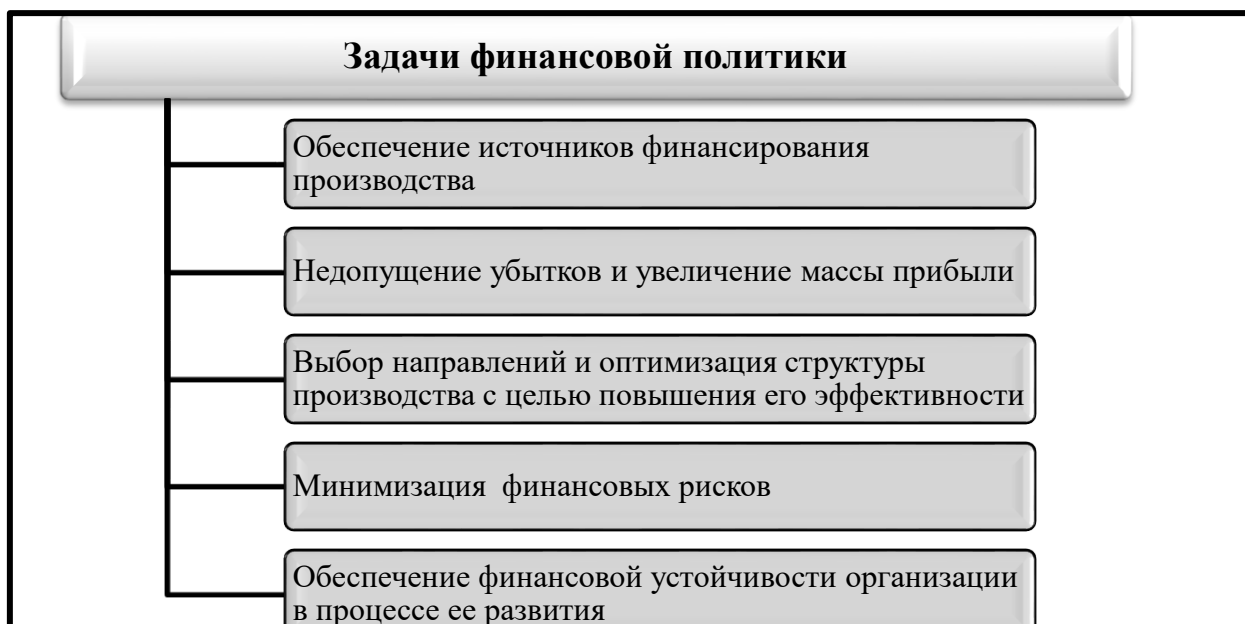 Задачи финансовой политики
Обеспечение источников финансирования
производства
Недопущение убытков и увеличение массы прибыли
Выбор направлений и оптимизация структуры
производства с целью повышения его эффективности
Минимизация  финансовых рисков
Обеспечение финансовой устойчивости организации
в процессе ее развития